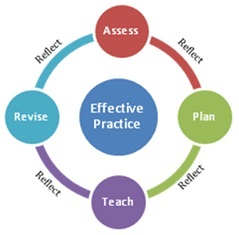 Assess
Reflect
Reflect
Revise
Effective
Practice
Plan
Reflect
Reflect
Teach